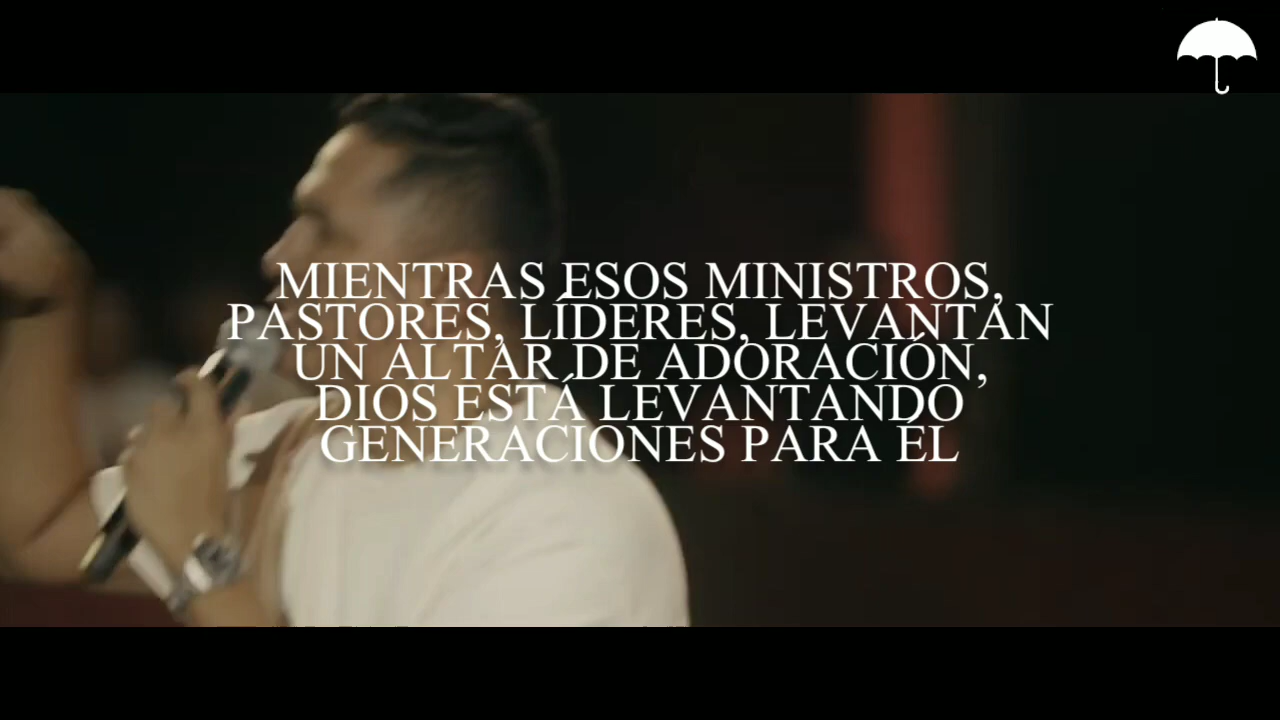 MIENTRAS ESOS MINISTROS,
PASTORES, LÍDERES, LEVANTAN
UN ALTAR DE ADORACIÓN,
DIOS ESTÁ LEVANTANDO
GENERACIONES PARA ÉL